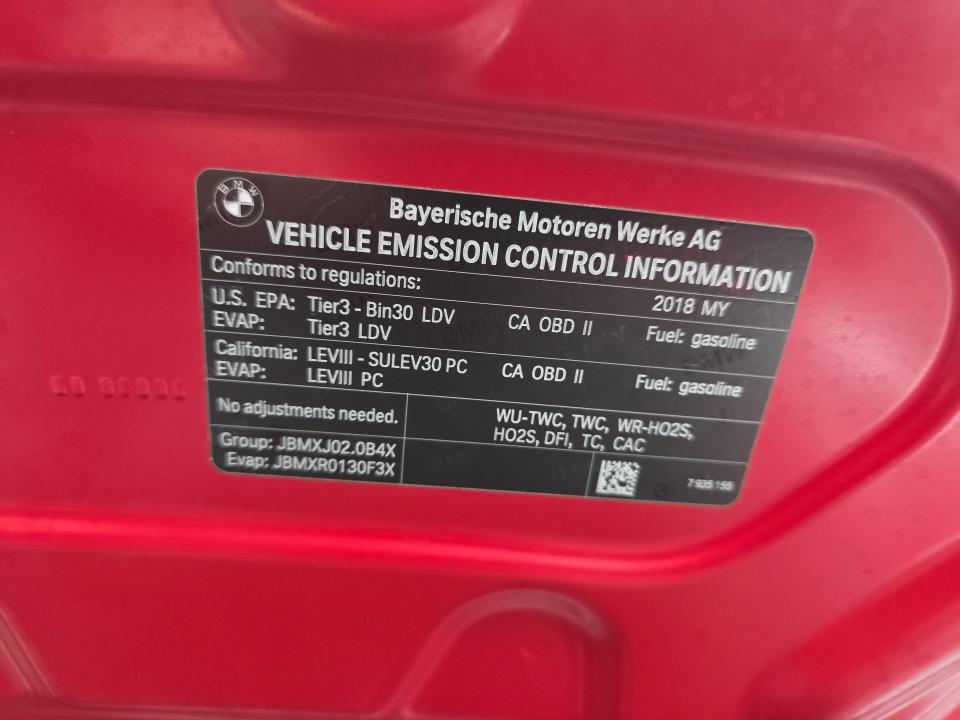 BMW
Bayerische Motoren Werke AG
VEHICLE EMISSION CONTROL INFORMATION
Conforms to regulations: 2018 MY
U.S. EPA: Tier3 - Bin30 LDV CA OBD II Fuel: gasoline
EVAP: Tier3 LDV
California: LEVIII - SULEV30 PC CA OBD II Fuel: gasoline
EVAP: LEVIII PC
No adjustments needed. WU-TWC, TWC, WR-HO2S,
HO2S, DFI, TC, CAC
Group: JBMXJ02.0B4X
Evap: JBMXR0130F3X
7 935 155